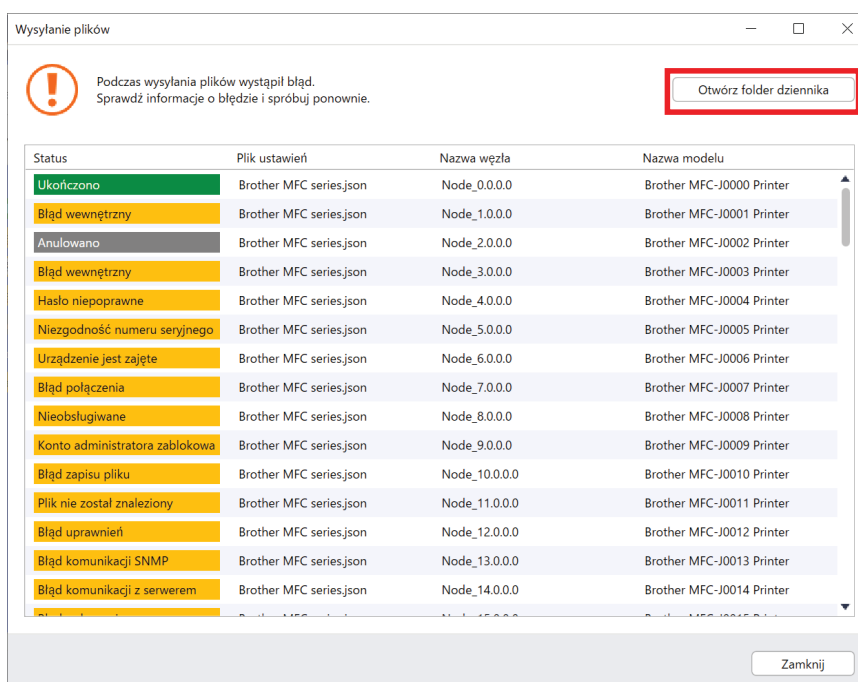 Wysyłanie plików
Podczas wysyłania plików wystąpił błąd.
Sprawdź informacje o błędzie i spróbuj ponownie.
Otwórz folder dziennika
Status Plik ustawień Nazwa węzła Nazwa modelu
Ukończono Brother MFC series.json Node_0.0.0.0 Brother MFC-J0000 Printer
Błąd wewnętrzny Brother MFC series.json Node_1.0.0.0 Brother MFC-J0001 Printer
Anulowano Brother MFC series.json Node_2.0.0.0 Brother MFC-J0002 Printer
Błąd wewnętrzny Brother MFC series.json Node_3.0.0.0 Brother MFC-J0003 Printer
Hasło niepoprawne Brother MFC series.json Node_4.0.0.0 Brother MFC-J0004 Printer
Niezgodność numeru seryjnego Brother MFC series.json Node_5.0.0.0 Brother MFC-J0005 Printer
Urządzenie jest zajęte Brother MFC series.json Node_6.0.0.0 Brother MFC-J0006 Printer
Błąd połączenia Brother MFC series.json Node_7.0.0.0 Brother MFC-J0007 Printer
Nieobsługiwane Brother MFC series.json Node_8.0.0.0 Brother MFC-J0008 Printer
Konto administratora zablokowa Brother MFC series.json Node_9.0.0.0 Brother MFC-J0009 Printer
Błąd zapisu pliku Brother MFC series.json Node_10.0.0.0 Brother MFC-J0010 Printer
Plik nie został znaleziony Brother MFC series.json Node_11.0.0.0 Brother MFC-J0011 Printer
Błąd uprawnień Brother MFC series.json Node_12.0.0.0 Brother MFC-J0012 Printer
Błąd komunikacji SNMP Brother MFC series.json Node_13.0.0.0 Brother MFC-J0013 Printer
Błąd komunikacji z serwerem Brother MFC series.json Node_14.0.0.0 Brother MFC-J0014 Printer
Zamknij